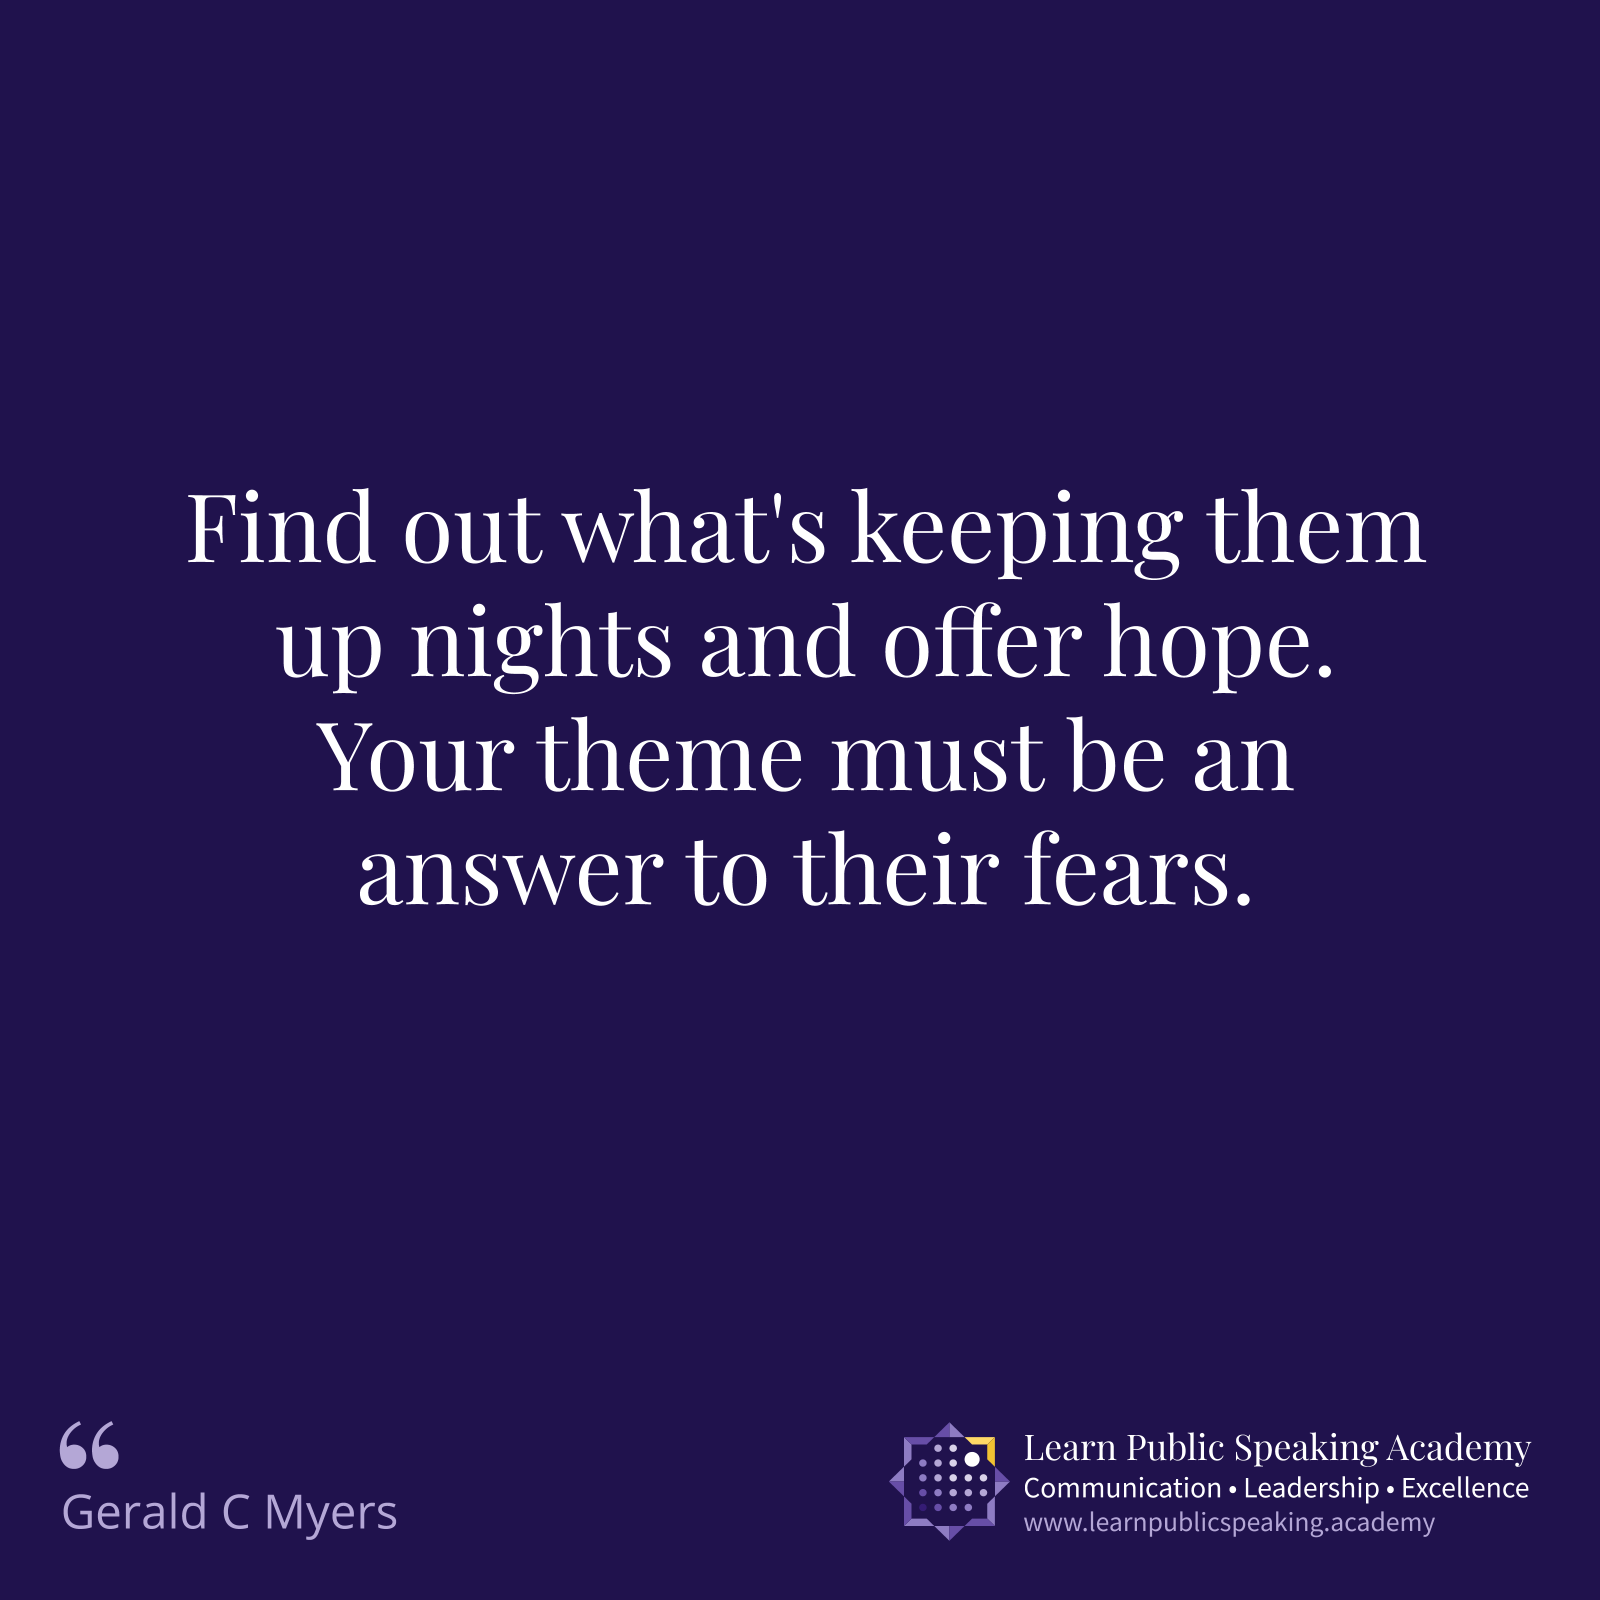 Find out what's keeping them
up nights and offer hope.
Your theme must be an
answer to their fears.
“
Gerald C Myers
Learn Public Speaking Academy
Communication • Leadership • Excellence
www.learnpublicspeaking.academy